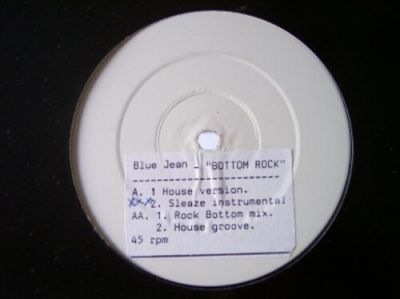 Blue Jean - "BOTTOM ROCK"
--------------------------
A. 1 House version.
xxx2. Sleaze instrumental
AA. 1. Rock Bottom mix.
2. House groove.
45 rpm